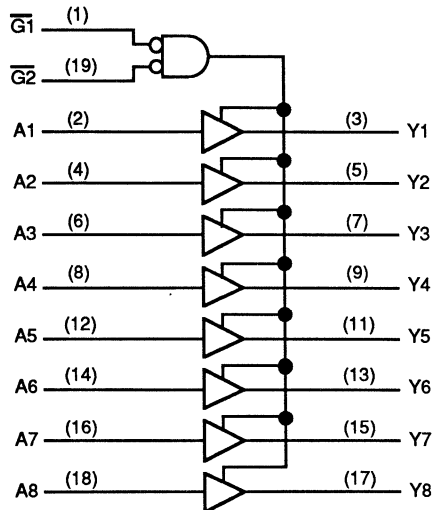 G1 (1)
G2 (19)
A1 (2) (3) Y1
A2 (4) (5) Y2
A3 (6) (7) Y3
A4 (8) (9) Y4
A5 (12) (11) Y5
A6 (14) (13) Y6
A7 (16) (15) Y7
A8 (18) (17) Y8